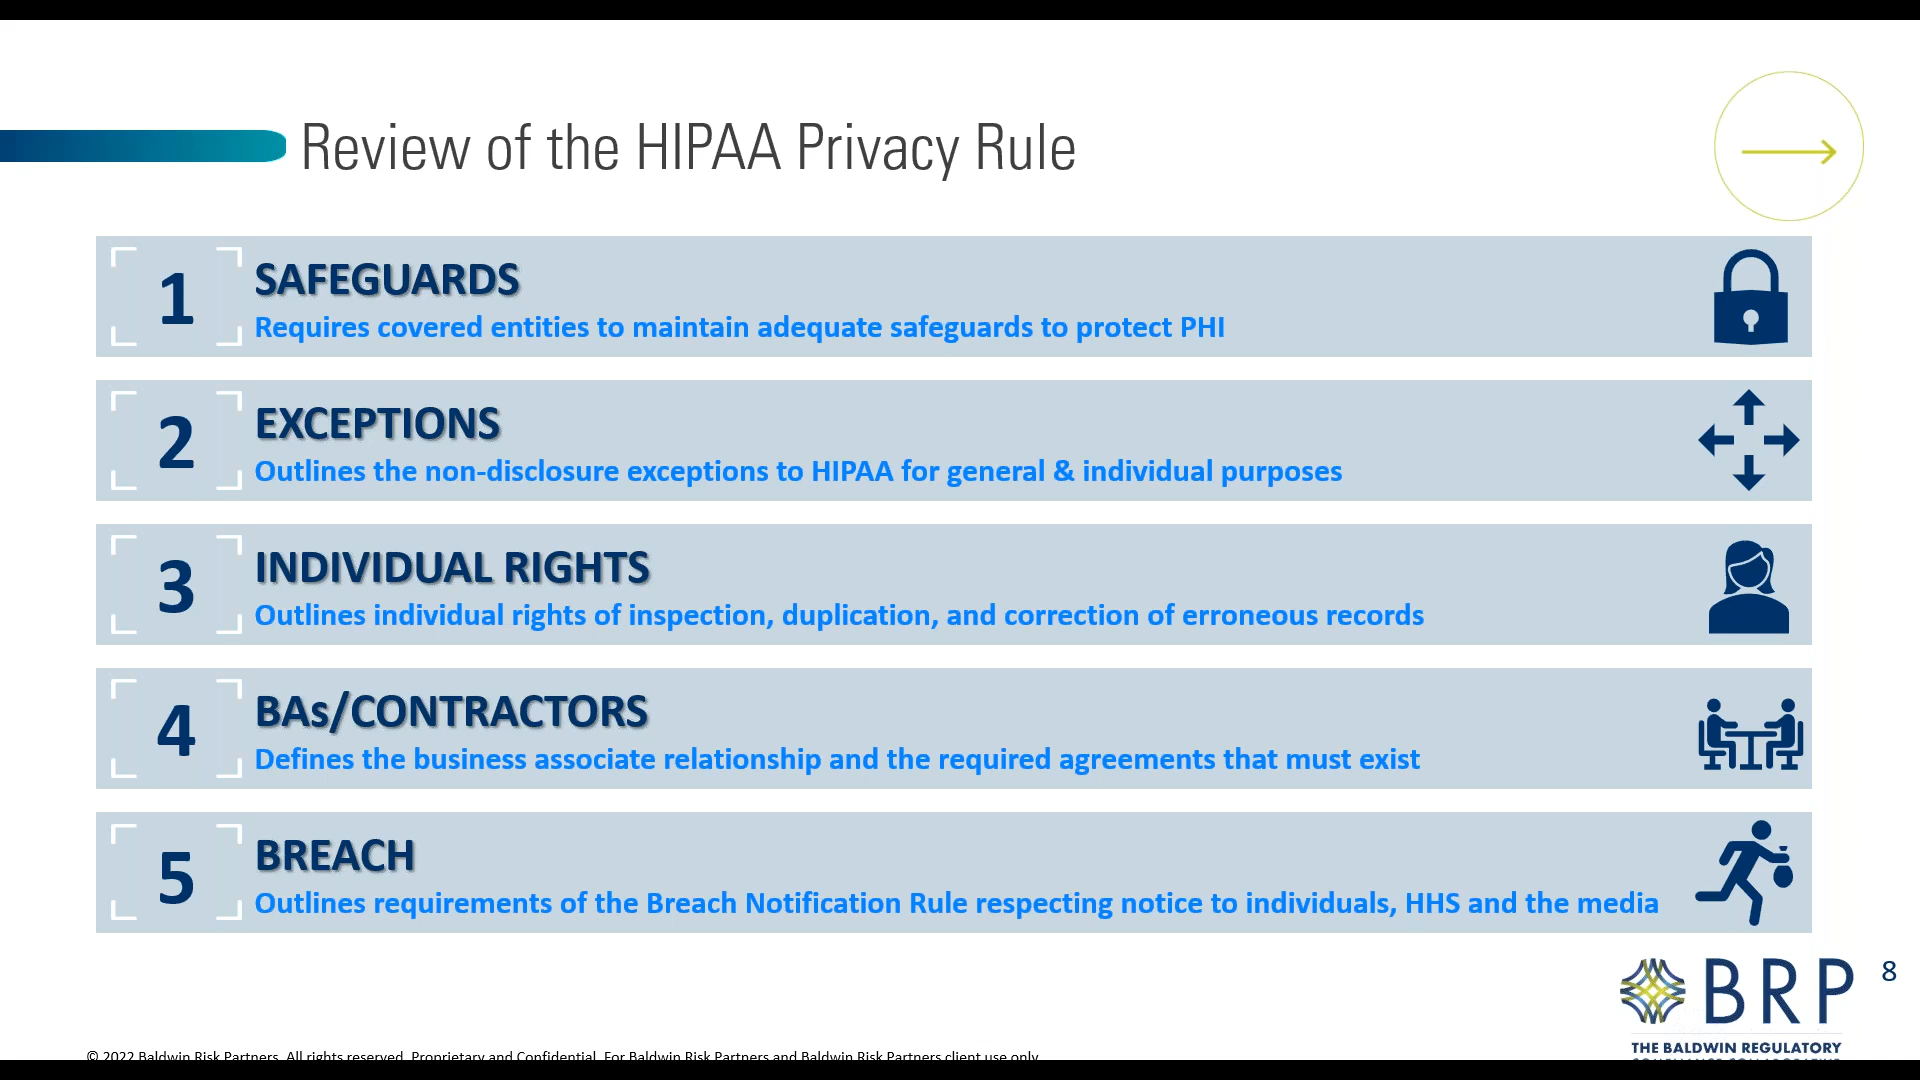 Review of the HIPAA Privacy Rule
1
SAFEGUARDS
Requires covered entities to maintain adequate safeguards to protect PHI
2
EXCEPTIONS
Outlines the non-disclosure exceptions to HIPAA for general & individual purposes
3
INDIVIDUAL RIGHTS
Outlines individual rights of inspection, duplication, and correction of erroneous records
4
BAs/CONTRACTORS
Defines the business associate relationship and the required agreements that must exist
5
BREACH
Outlines requirements of the Breach Notification Rule respecting notice to individuals, HHS and the media
BRP
8
THE BALDWIN REGULATORY
© 2022 Baldwin Risk Partners. All rights reserved. Proprietary and Confidential. For Baldwin Risk Partners and Baldwin Risk Partners client use only.